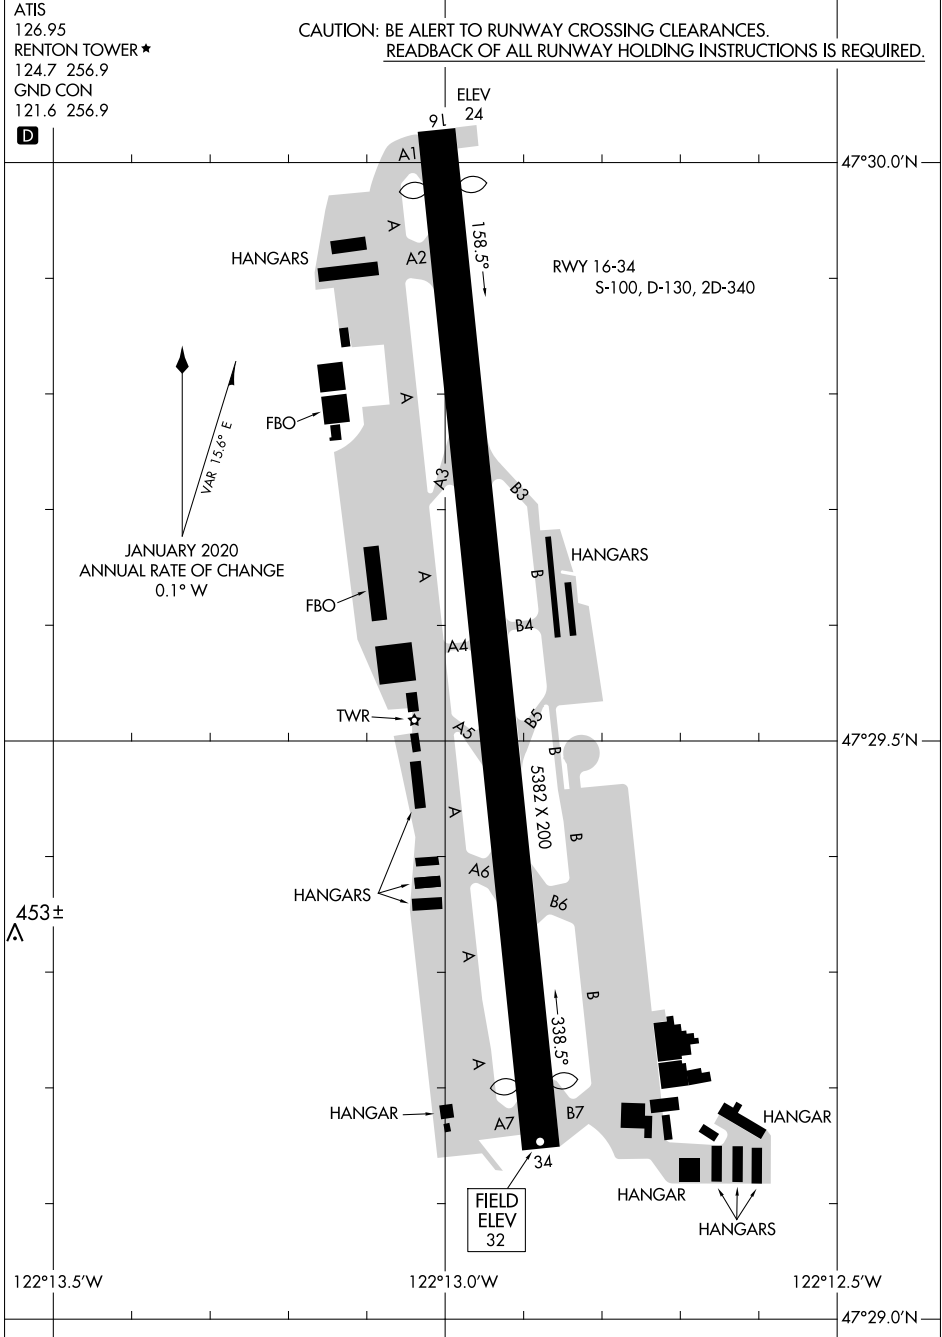 ATIS
126.95
RENTON TOWER★
124.7 256.9
GND CON
121.6 256.9
D
CAUTION: BE ALERT TO RUNWAY CROSSING CLEARANCES.
READBACK OF ALL RUNWAY HOLDING INSTRUCTIONS IS REQUIRED.
ELEV
24
16
A1
47°30.0'N
A
158.5°
HANGARS
A2
RWY 16-34
S-100, D-130, 2D-340
A
FBO
VAR 15.6° E
A3
B3
JANUARY 2020
ANNUAL RATE OF CHANGE
0.1° W
HANGARS
A
B
FBO
B4
A4
TWR
A5
B5
47°29.5'N
B
5382 X 200
A
B
A6
HANGARS
B6
453±
A
B
338.5°
A
HANGAR
A7
B7
HANGAR
34
FIELD
ELEV
32
HANGAR
HANGARS
122°13.5'W
122°13.0'W
122°12.5'W
47°29.0'N